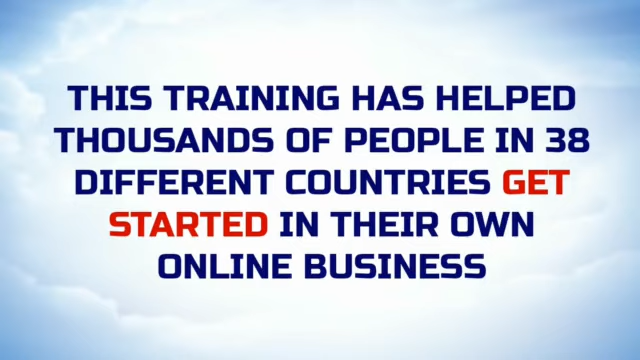 THIS TRAINING HAS HELPED
THOUSANDS OF PEOPLE IN 38
DIFFERENT COUNTRIES GET
STARTED IN THEIR OWN
ONLINE BUSINESS